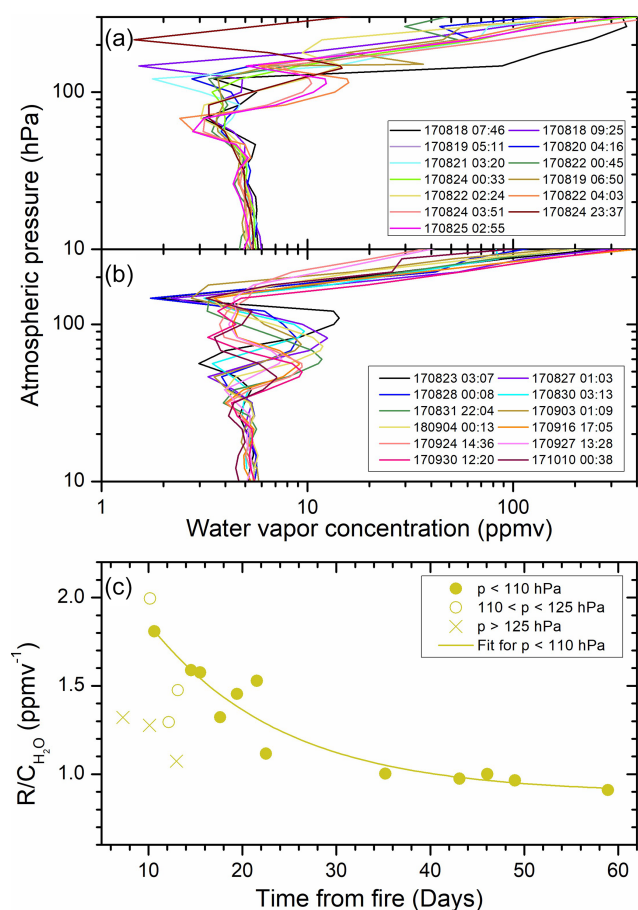 (a)
100
10
170818 07:46 170818 09:25
170819 05:11 170820 04:16
170821 03:20 170822 00:45
170824 00:33 170819 06:50
170822 02:24 170822 04:03
170824 03:51 170824 23:37
170825 02:55
Atmospheric pressure (hPa)
(b)
100
10
170823 03:07 170827 01:03
170828 00:08 170830 03:13
170831 22:04 170903 01:09
180904 00:13 170916 17:05
170924 14:36 170927 13:28
170930 12:20 171010 00:38
1 10 100
Water vapor concentration (ppmv)
(c)
p < 110 hPa
110 < p < 125 hPa
p > 125 hPa
Fit for p < 110 hPa
2.0
1.5
1.0
R/C_H₂O (ppmv⁻¹)
10 20 30 40 50 60
Time from fire (Days)